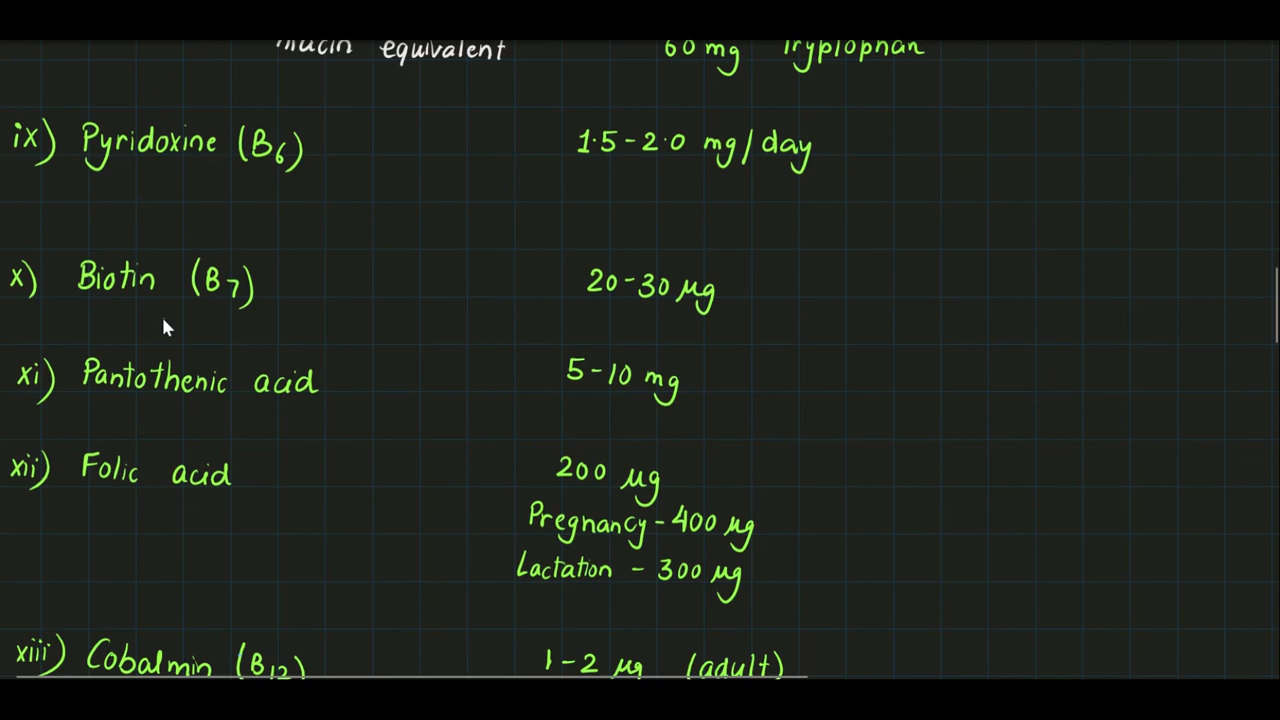 equivalent 60 mg Tryptophan
ix) Pyridoxine (B6) 1.5-2.0 mg/day
x) Biotin (B7) 20-30 μg
xi) Pantothenic acid 5-10 mg
xii) Folic acid 200 μg
Pregnancy - 400 μg
Lactation - 300 μg
xiii) Cobalmin (B12) 1-2 μg (adult)